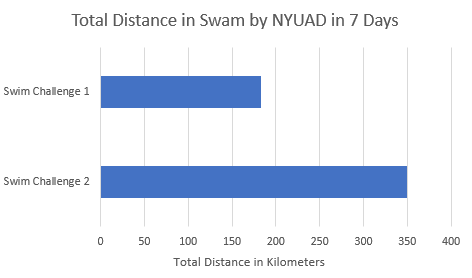 Total Distance in Swam by NYUAD in 7 Days
Swim Challenge 1
Swim Challenge 2
0 50 100 150 200 250 300 350 400
Total Distance in Kilometers